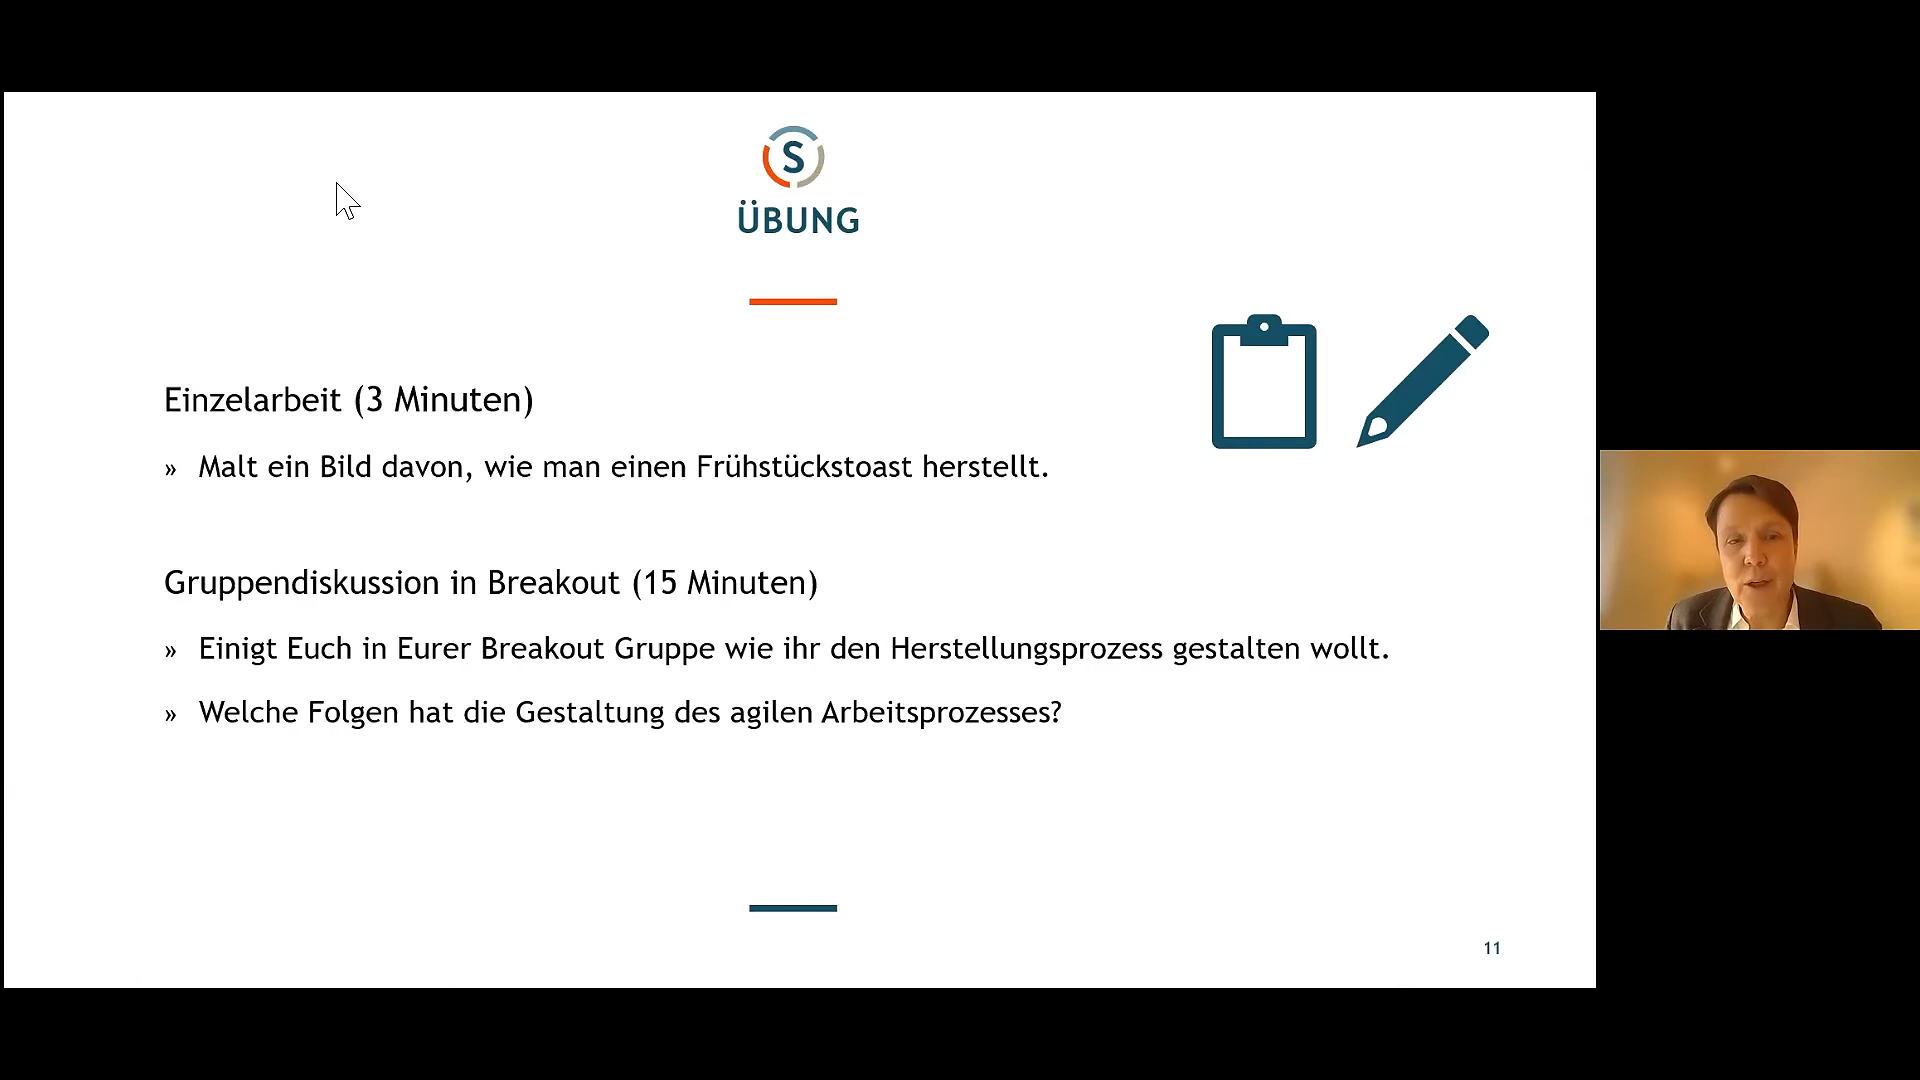 S
ÜBUNG
Einzelarbeit (3 Minuten)
» Malt ein Bild davon, wie man einen Frühstückstoast herstellt.
Gruppendiskussion in Breakout (15 Minuten)
» Einigt Euch in Eurer Breakout Gruppe wie ihr den Herstellungsprozess gestalten wollt.
» Welche Folgen hat die Gestaltung des agilen Arbeitsprozesses?
11